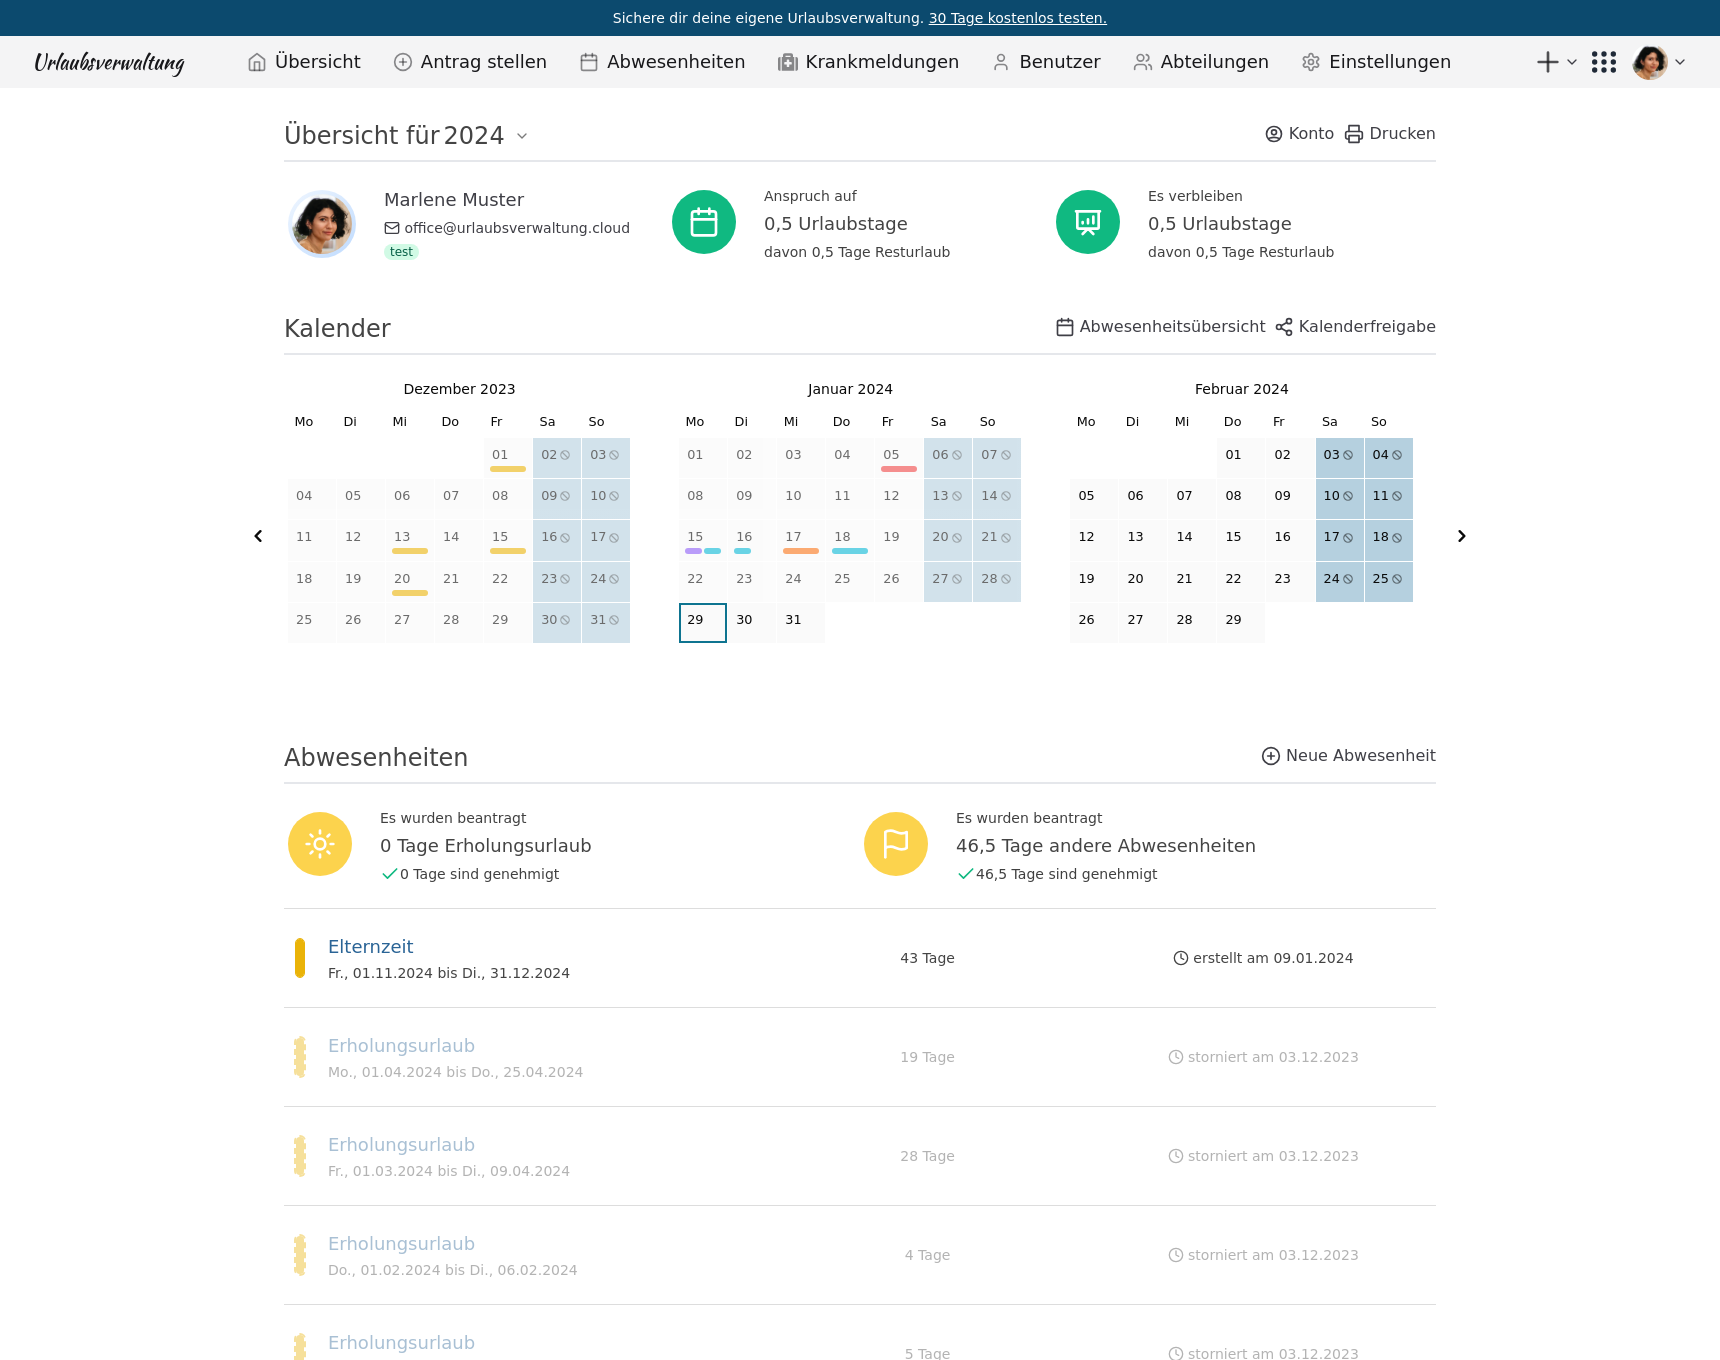 Sichere dir deine eigene Urlaubsverwaltung. 30 Tage kostenlos testen.
Urlaubsverwaltung Übersicht Antrag stellen Abwesenheiten Krankmeldungen Benutzer Abteilungen Einstellungen
Übersicht für 2024 Konto Drucken
Marlene Muster
office@urlaubsverwaltung.cloud
test
Anspruch auf
0,5 Urlaubstage
davon 0,5 Tage Resturlaub
Es verbleiben
0,5 Urlaubstage
davon 0,5 Tage Resturlaub
Kalender Abwesenheitsübersicht Kalenderfreigabe
Dezember 2023
Mo Di Mi Do Fr Sa So
01 02 03
04 05 06 07 08 09 10
11 12 13 14 15 16 17
18 19 20 21 22 23 24
25 26 27 28 29 30 31
Januar 2024
Mo Di Mi Do Fr Sa So
01 02 03 04 05 06 07
08 09 10 11 12 13 14
15 16 17 18 19 20 21
22 23 24 25 26 27 28
29 30 31
Februar 2024
Mo Di Mi Do Fr Sa So
01 02 03 04
05 06 07 08 09 10 11
12 13 14 15 16 17 18
19 20 21 22 23 24 25
26 27 28 29
Abwesenheiten Neue Abwesenheit
Es wurden beantragt
0 Tage Erholungsurlaub
0 Tage sind genehmigt
Es wurden beantragt
46,5 Tage andere Abwesenheiten
46,5 Tage sind genehmigt
Elternzeit
Fr., 01.11.2024 bis Di., 31.12.2024
43 Tage
erstellt am 09.01.2024
Erholungsurlaub
Mo., 01.04.2024 bis Do., 25.04.2024
19 Tage
storniert am 03.12.2023
Erholungsurlaub
Fr., 01.03.2024 bis Di., 09.04.2024
28 Tage
storniert am 03.12.2023
Erholungsurlaub
Do., 01.02.2024 bis Di., 06.02.2024
4 Tage
storniert am 03.12.2023
Erholungsurlaub
5 Tage
storniert am 03.12.2023